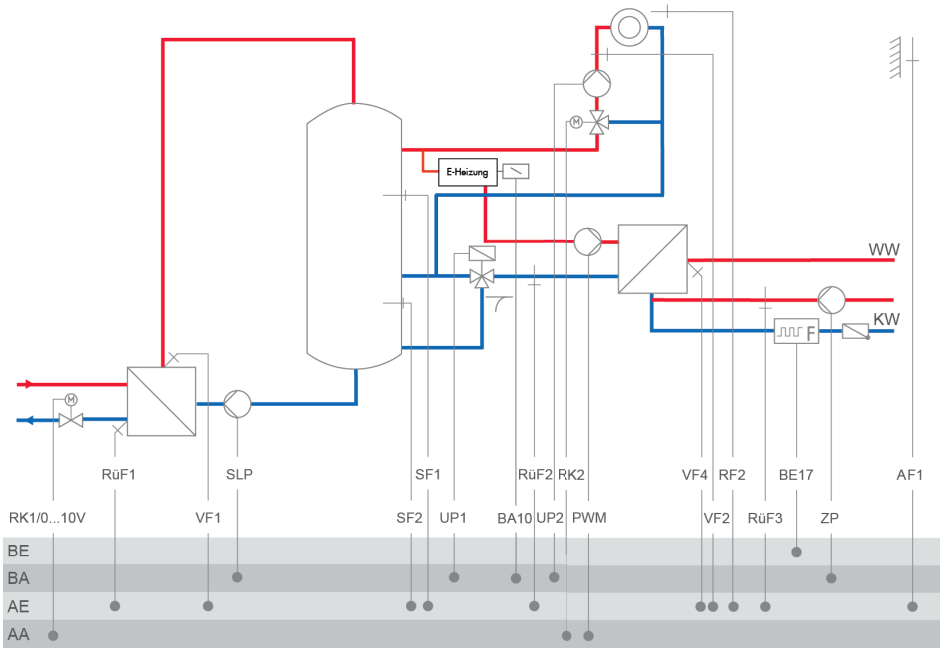 M
E-Heizung
WW
KW
F
M
RüF1
SLP
SF1
RüF2
RK2
VF4
RF2
BE17
AF1
RK1/0...10V
VF1
SF2
UP1
BA10
UP2
PWM
VF2
RüF3
ZP
BE
BA
AE
AA